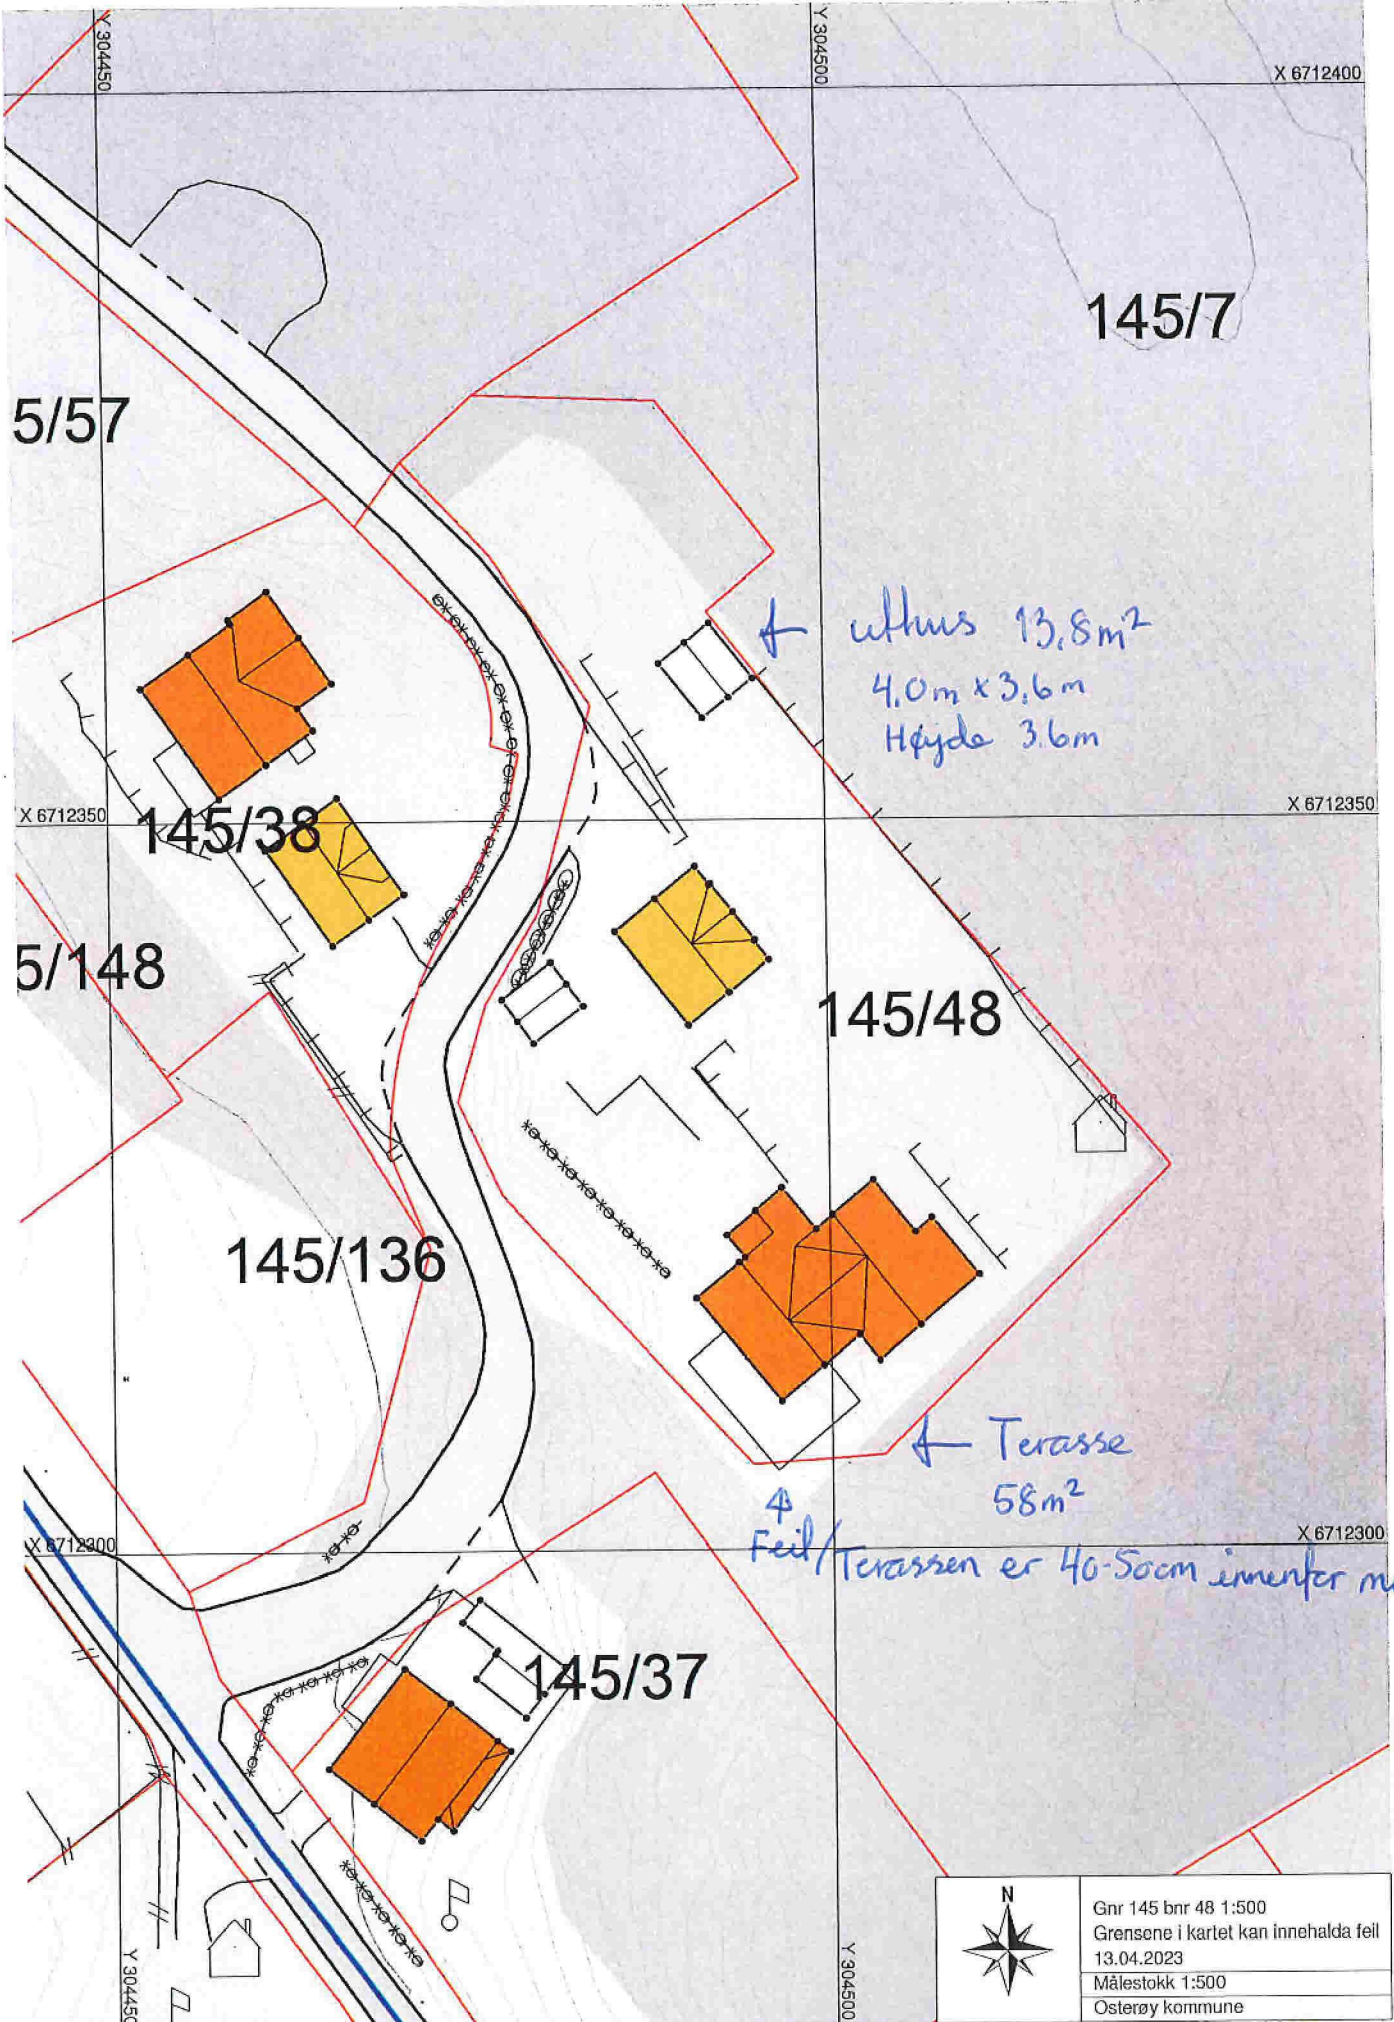 Y 304450
Y 304500
X 6712400
145/7
5/57
uthus 13,8m²
4,0m x 3,6m
Høyde 3.6m
X 6712350
145/38
X 6712350
5/148
145/48
145/136
Terasse
58m²
X 6712300
X 6712300
Feil/Terassen er 40-50cm innenfor
145/37
Y 304450
Y 304500
N
Gnr 145 bnr 48 1:500
Grensene i kartet kan innehalda feil
13.04.2023
Målestokk 1:500
Osterøy kommune